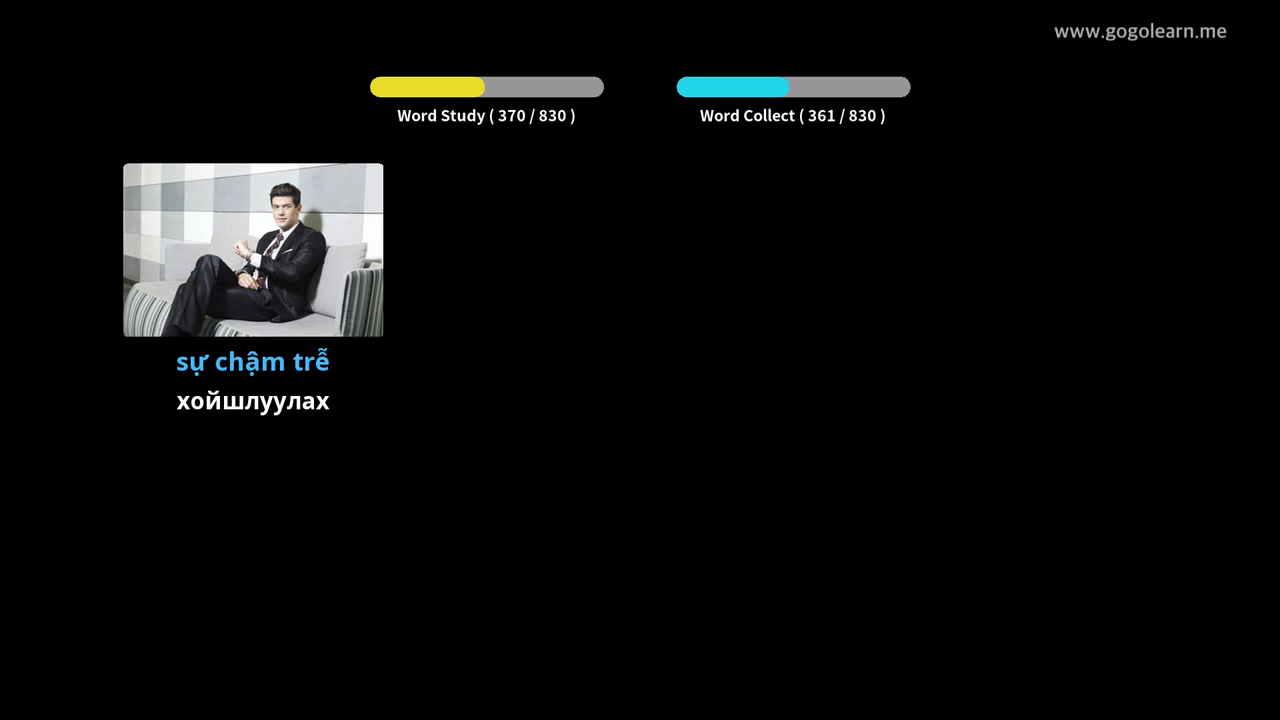 www.gogolearn.me
Word Study ( 370 / 830 )
Word Collect ( 361 / 830 )
sự chậm trễ
хойшлуулах